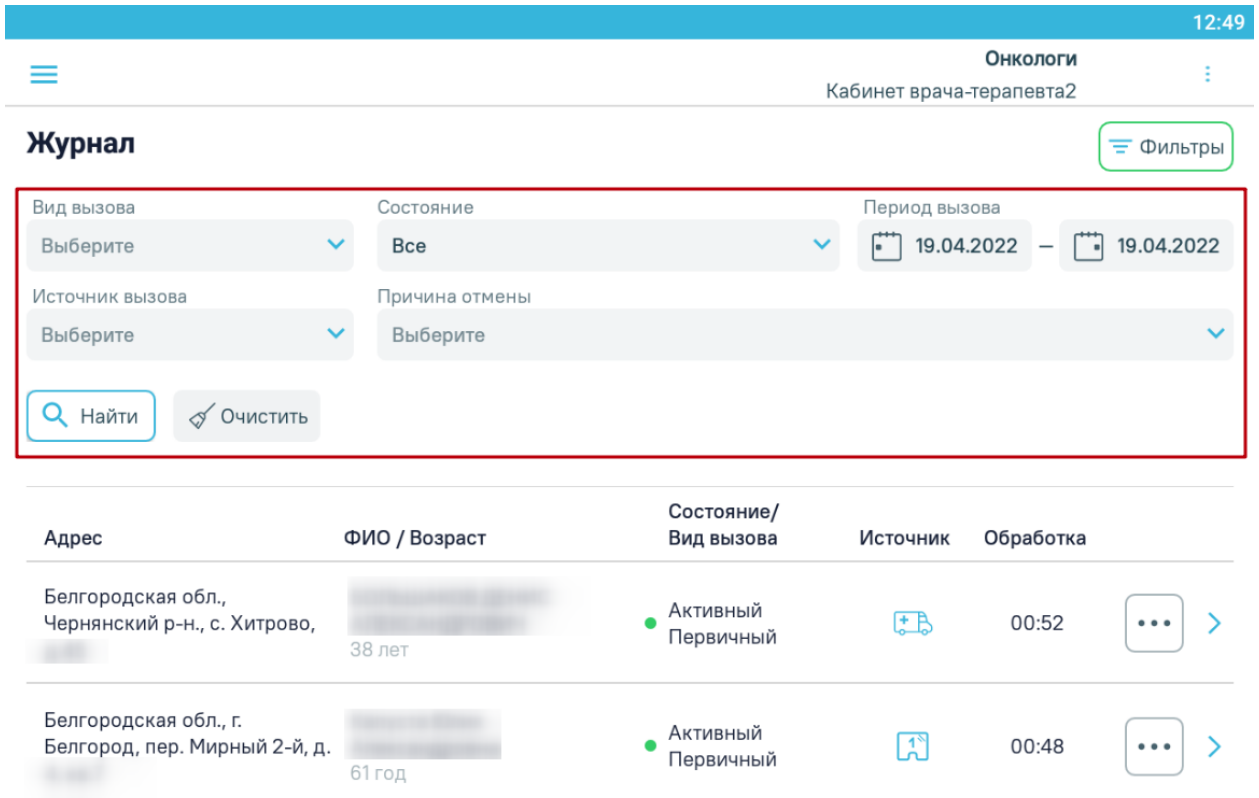 12:49
Онкологи
Кабинет врача-терапевта2
Журнал
Фильтры
Вид вызова
Состояние
Период вызова
Выберите
Все
19.04.2022 – 19.04.2022
Источник вызова
Причина отмены
Выберите
Выберите
Найти
Очистить
Адрес
ФИО / Возраст
Состояние/
Вид вызова
Источник
Обработка
Белгородская обл.,
Чернянский р-н., с. Хитрово,
38 лет
Активный
Первичный
00:52
Белгородская обл., г.
Белгород, пер. Мирный 2-й, д.
61 год
Активный
Первичный
1
00:48